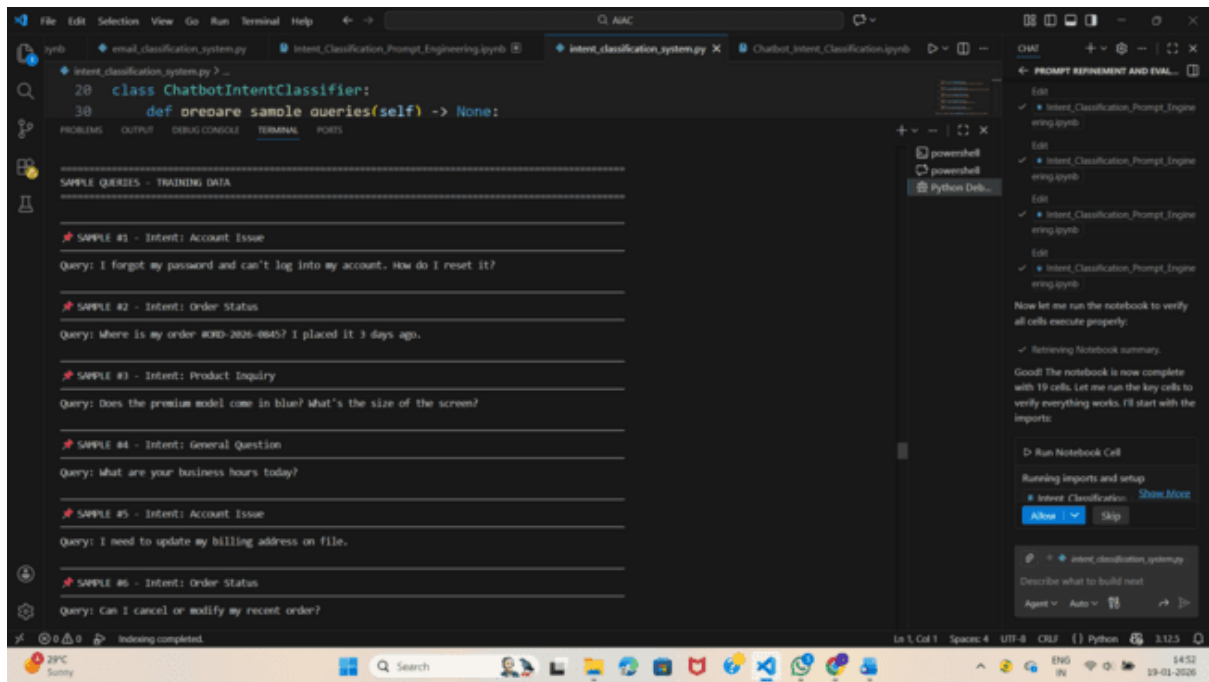 File Edit Selection View Go Run Terminal Help
AIAC
ynb
email_classification_system.py
Intent_Classification_Prompt_Engineering.ipynb
intent_classification_system.py
Chatbot_Intent_Classification.ipynb
intent_classification_system.py > ...
20 class ChatbotIntentClassifier:
30 def prepare_sample_queries(self) -> None:
PROBLEMS OUTPUT DEBUG CONSOLE TERMINAL PORTS
SAMPLE QUERIES - TRAINING DATA
SAMPLE #1 - Intent: Account Issue
Query: I forgot my password and can't log into my account. How do I reset it?
SAMPLE #2 - Intent: Order Status
Query: Where is my order #ORD-2026-0845? I placed it 3 days ago.
SAMPLE #3 - Intent: Product Inquiry
Query: Does the premium model come in blue? What's the size of the screen?
SAMPLE #4 - Intent: General Question
Query: What are your business hours today?
SAMPLE #5 - Intent: Account Issue
Query: I need to update my billing address on file.
SAMPLE #6 - Intent: Order Status
Query: Can I cancel or modify my recent order?
powershell
powershell
Python Deb...
CHAT
PROMPT REFINEMENT AND EVAL...
Edit
Intent_Classification_Prompt_Engine
ering.ipynb
Edit
Intent_Classification_Prompt_Engine
ering.ipynb
Edit
Intent_Classification_Prompt_Engine
ering.ipynb
Edit
Intent_Classification_Prompt_Engine
ering.ipynb
Now let me run the notebook to verify
all cells execute properly:
Retrieving Notebook summary.
Good! The notebook is now complete
with 19 cells. Let me run the key cells to
verify everything works. I'll start with the
imports:
Run Notebook Cell
Running imports and setup
Intent_Classification Show More
Allow Skip
intent_classification_system.py
Describe what to build next
Agent Auto
0 0 Indexing completed.
Ln 1, Col 1 Spaces: 4 UTF-8 CRLF {} Python 3.12.5
29°C
Sunny
Search
ENG
IN
14:52
19-01-2026